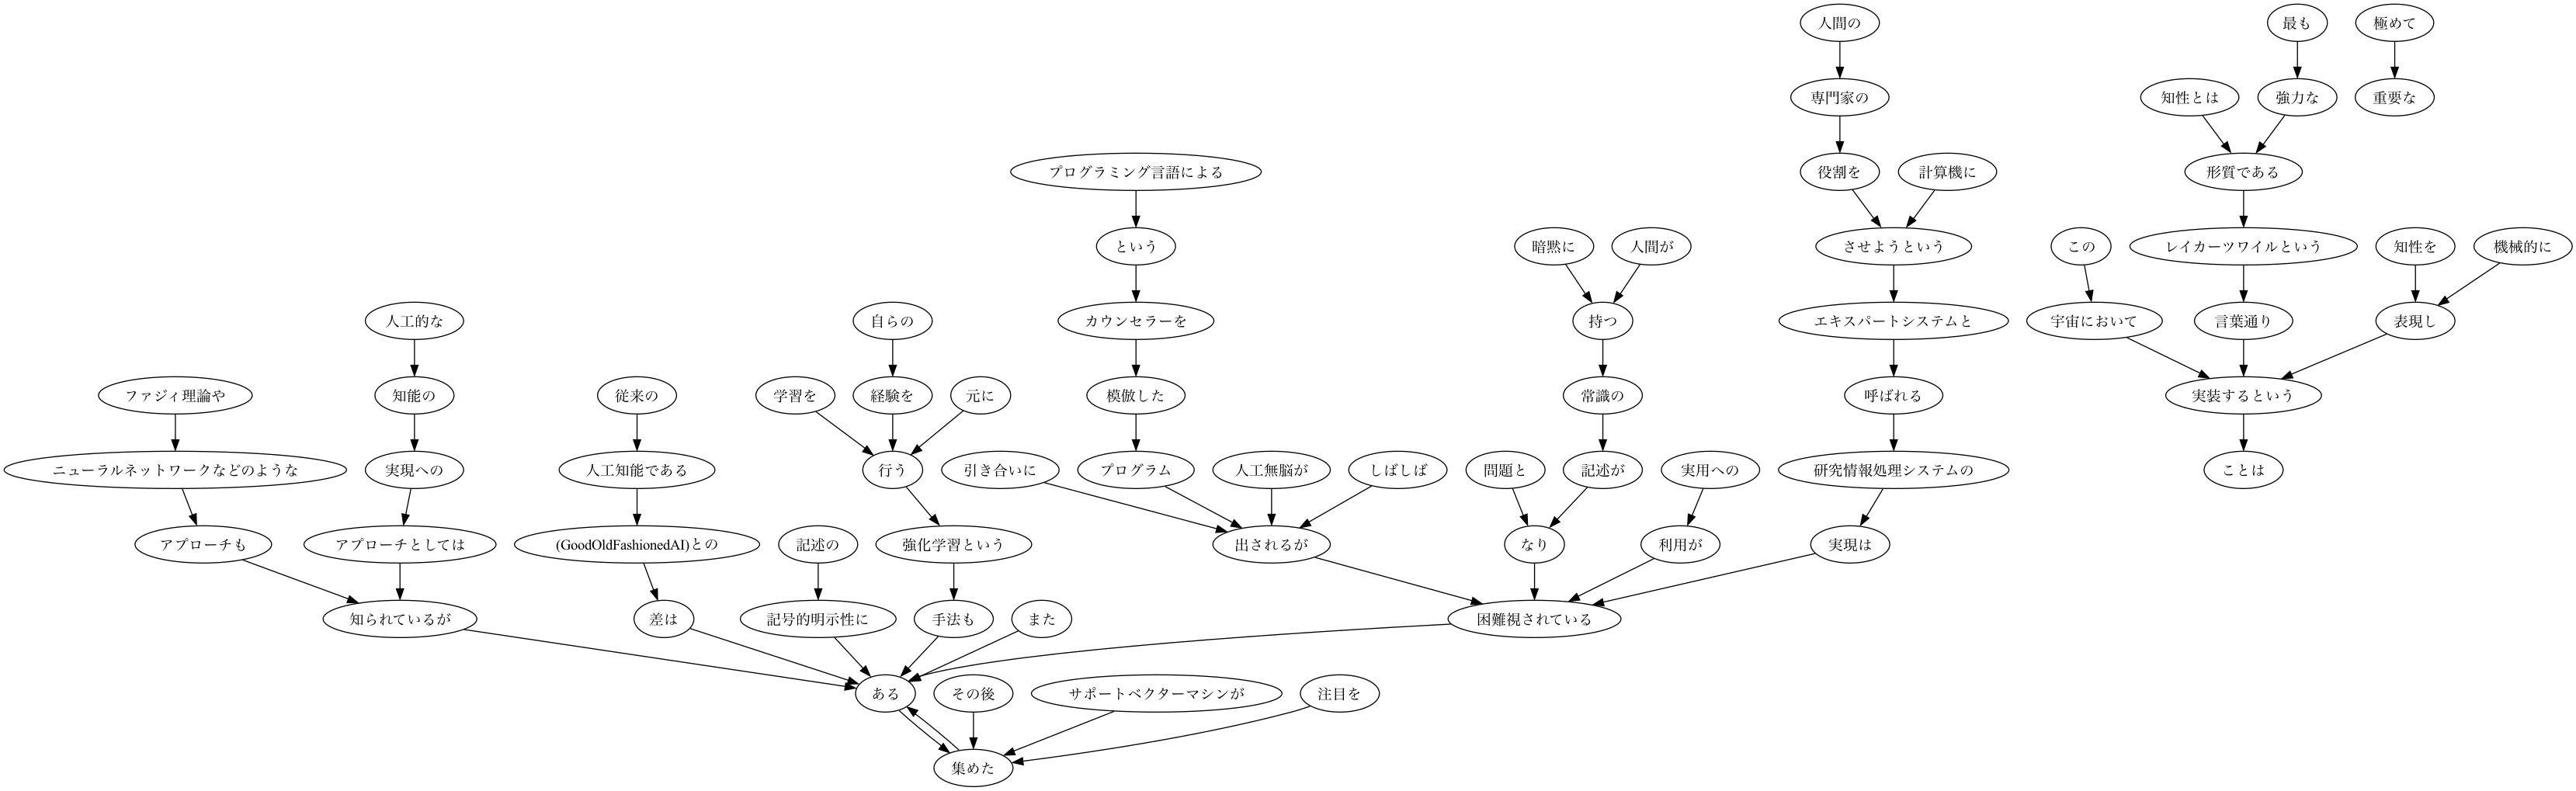 人間の
最も
極めて
専門家の
知性とは
強力な
重要な
プログラミング言語による
役割を
計算機に
形質である
という
暗黙に
人間が
させようという
この
レイカーツワイルという
知性を
機械的に
人工的な
自らの
カウンセラーを
持つ
エキスパートシステムと
宇宙において
言葉通り
表現し
ファジィ理論や
知能の
従来の
学習を
経験を
元に
模倣した
常識の
呼ばれる
実装するという
ニューラルネットワークなどのような
実現への
人工知能である
行う
引き合いに
プログラム
人工無脳が
しばしば
問題と
記述が
実用への
研究情報処理システムの
ことは
アプローチも
アプローチとしては
(GoodOldFashionedAI)との
記述の
強化学習という
出されるが
なり
利用が
実現は
知られているが
差は
記号的明示性に
手法も
また
困難視されている
ある
その後
サポートベクターマシンが
注目を
集めた